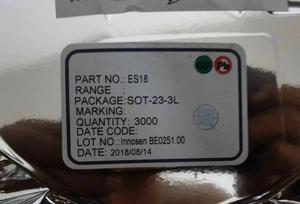 PART NO.: ES18
RANGE :
PACKAGE: SOT-23-3L
MARKING:
QUANTITY: 3000
DATE CODE:
LOT NO.: innosen BE0251.00
DATE: 2018/08/14
Pb